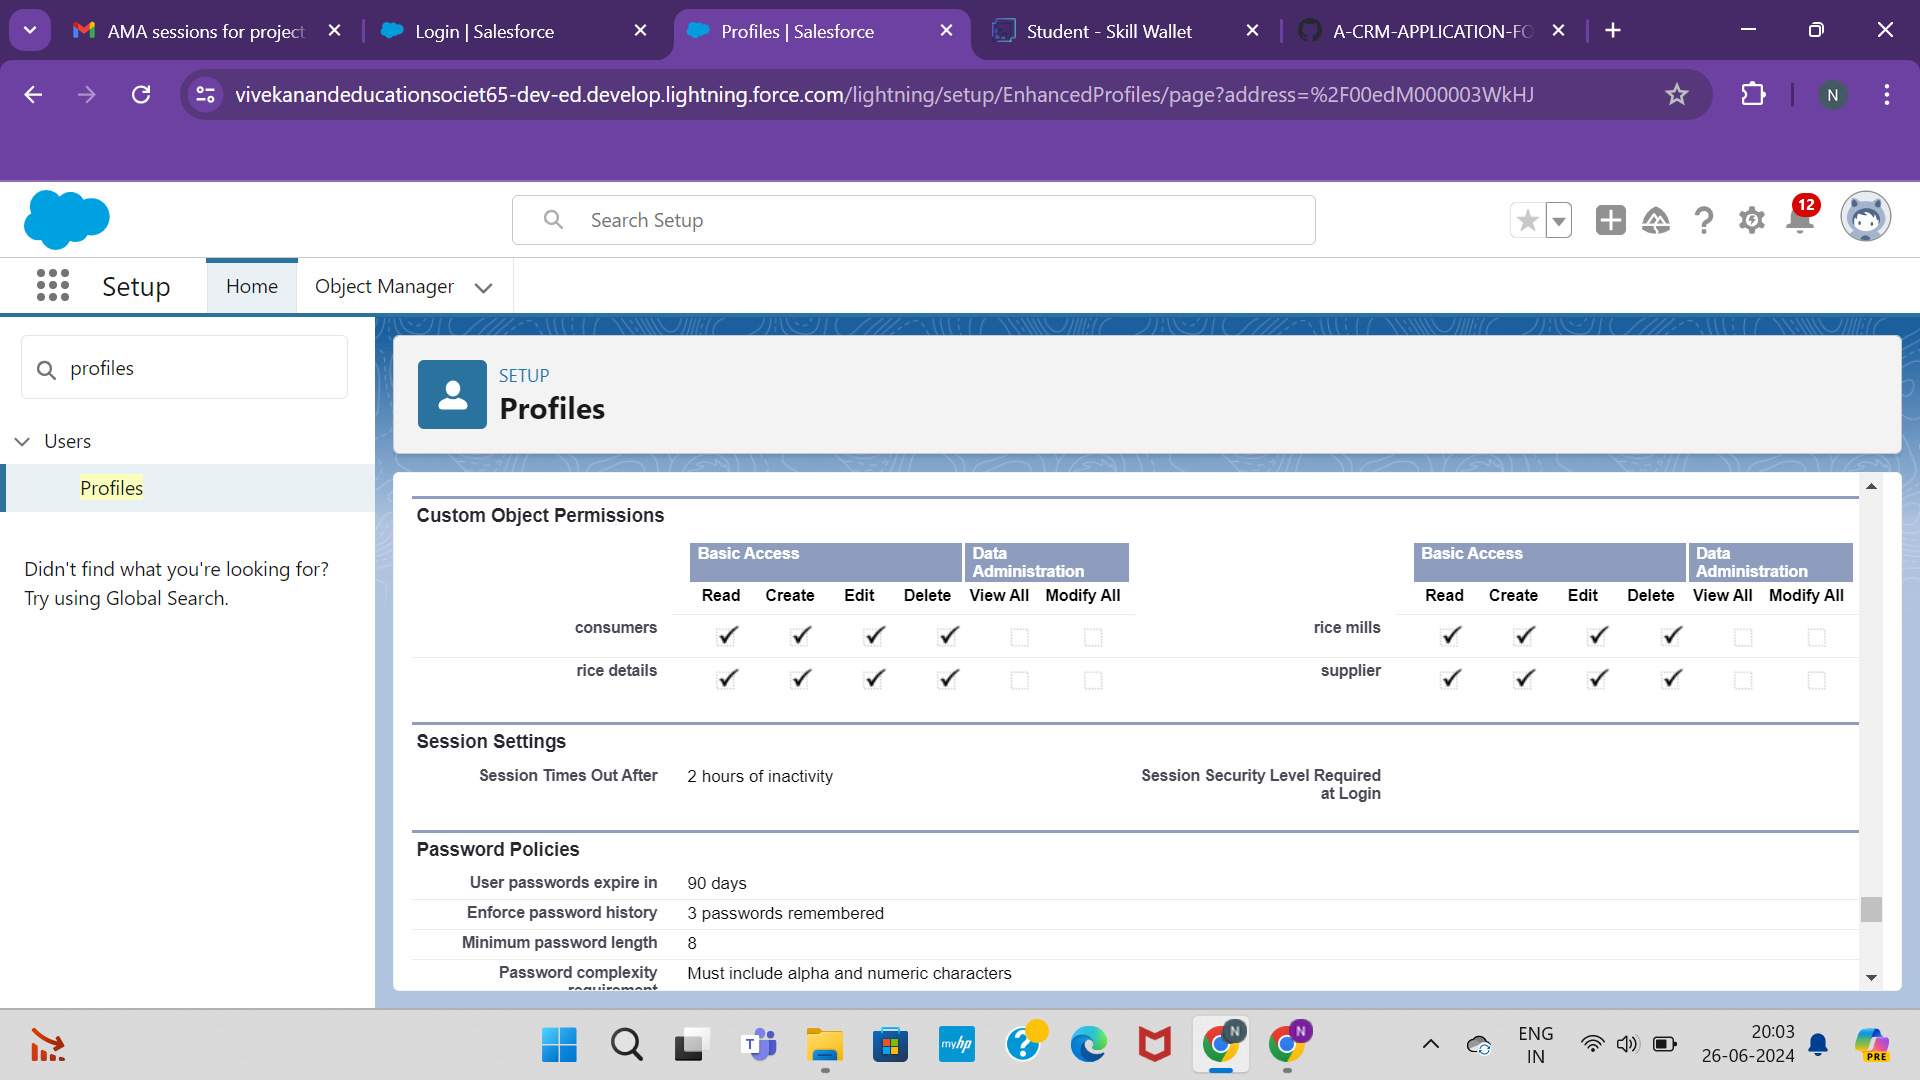 AMA sessions for project
Login | Salesforce
Profiles | Salesforce
Student - Skill Wallet
A-CRM-APPLICATION-FO
vivekanandeducationsociet65-dev-ed.develop.lightning.force.com/lightning/setup/EnhancedProfiles/page?address=%2F00edM000003WkHJ
N
Search Setup
12
Setup
Home
Object Manager
profiles
Users
Profiles
Didn't find what you're looking for?
Try using Global Search.
SETUP
Profiles
Custom Object Permissions
Basic Access Data Administration Basic Access Data Administration
Read Create Edit Delete View All Modify All Read Create Edit Delete View All Modify All
consumers rice mills
rice details supplier
Session Settings
Session Times Out After 2 hours of inactivity Session Security Level Required at Login
Password Policies
User passwords expire in 90 days
Enforce password history 3 passwords remembered
Minimum password length 8
Password complexity requirement Must include alpha and numeric characters
T
myhp
?
N
N
ENG
IN
20:03
26-06-2024
PRE